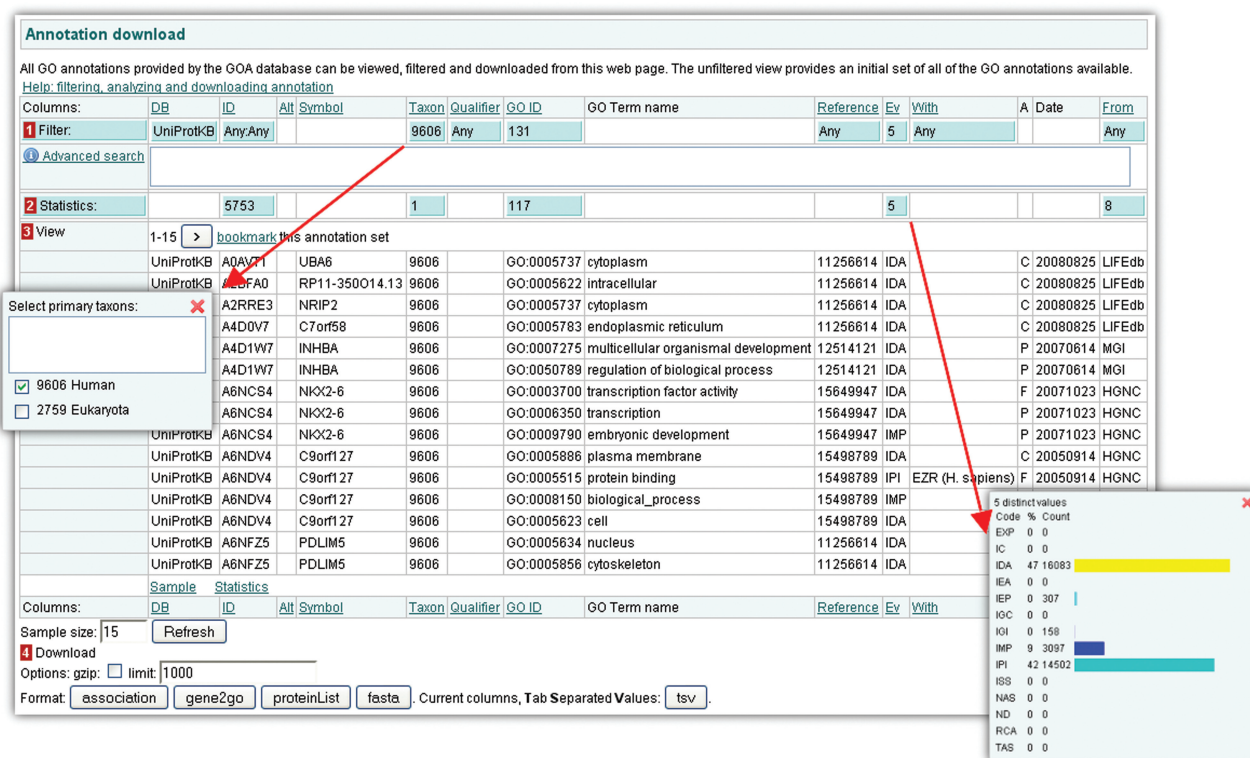 Annotation download
All GO annotations provided by the GOA database can be viewed, filtered and downloaded from this web page. The unfiltered view provides an initial set of all of the GO annotations available.
Help: filtering, analyzing and downloading annotation
Columns: DB ID Alt Symbol Taxon Qualifier GO ID GO Term name Reference Ev With A Date From
1 Filter: UniProtKB Any:Any 9606 Any 131 Any 5 Any Any
Advanced search
2 Statistics: 5753 1 117 5 8
3 View 1-15 > bookmark this annotation set
UniProtKB A0AVT1 UBA6 9606 GO:0005737 cytoplasm 11256614 IDA C 20080825 LIFEdb
UniProtKB RP11-350O14.13 9606 GO:0005622 intracellular 11256614 IDA C 20080825 LIFEdb
A2RRE3 NRIP2 9606 GO:0005737 cytoplasm 11256614 IDA C 20080825 LIFEdb
A4D0V7 C7orf58 9606 GO:0005783 endoplasmic reticulum 11256614 IDA C 20080825 LIFEdb
A4D1W7 INHBA 9606 GO:0007275 multicellular organismal development 12514121 IDA P 20070614 MGI
A4D1W7 INHBA 9606 GO:0050789 regulation of biological process 12514121 IDA P 20070614 MGI
A6NCS4 NKX2-6 9606 GO:0003700 transcription factor activity 15649947 IDA F 20071023 HGNC
A6NCS4 NKX2-6 9606 GO:0006350 transcription 15649947 IDA P 20071023 HGNC
UniProtKB A6NCS4 NKX2-6 9606 GO:0009790 embryonic development 15649947 IMP P 20071023 HGNC
UniProtKB A6NDV4 C9orf127 9606 GO:0005886 plasma membrane 15498789 IDA C 20050914 HGNC
UniProtKB A6NDV4 C9orf127 9606 GO:0005515 protein binding 15498789 IPI EZR (H. sapiens) F 20050914 HGNC
UniProtKB A6NDV4 C9orf127 9606 GO:0008150 biological_process 15498789 IMP
UniProtKB A6NDV4 C9orf127 9606 GO:0005623 cell 15498789 IDA
UniProtKB A6NFZ5 PDLIM5 9606 GO:0005634 nucleus 11256614 IDA
UniProtKB A6NFZ5 PDLIM5 9606 GO:0005856 cytoskeleton 11256614 IDA
Sample Statistics
Columns: DB ID Alt Symbol Taxon Qualifier GO ID GO Term name Reference Ev With
Sample size: 15 Refresh
4 Download
Options: gzip: limit: 1000
Format: association gene2go proteinList fasta . Current columns, Tab Separated Values: tsv .
Select primary taxons:
9606 Human
2759 Eukaryota
5 distinct values
Code % Count
EXP 0 0
IC 0 0
IDA 47 16083
IEA 0 0
IEP 0 307
IGC 0 0
IGI 0 158
IMP 9 3097
IPI 42 14502
ISS 0 0
NAS 0 0
ND 0 0
RCA 0 0
TAS 0 0